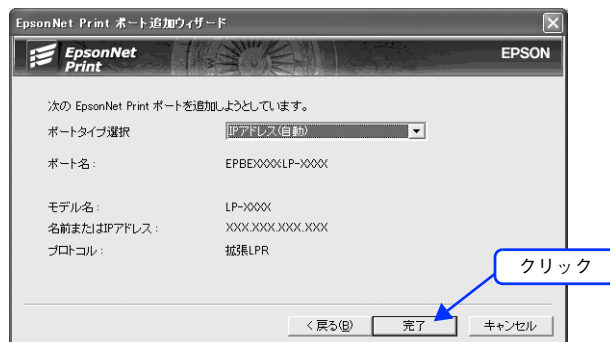 EpsonNet Print ポート追加ウィザード
EpsonNet
Print
EPSON
次の EpsonNet Print ポートを追加しようとしています。
ポートタイプ選択 IPアドレス(自動)
ポート名: EPBEXXXX:LP-XXXX
モデル名: LP-XXXX
名前またはIPアドレス: XXX.XXX.XXX.XXX
プロトコル: 拡張LPR
クリック
< 戻る(B) 完了 キャンセル